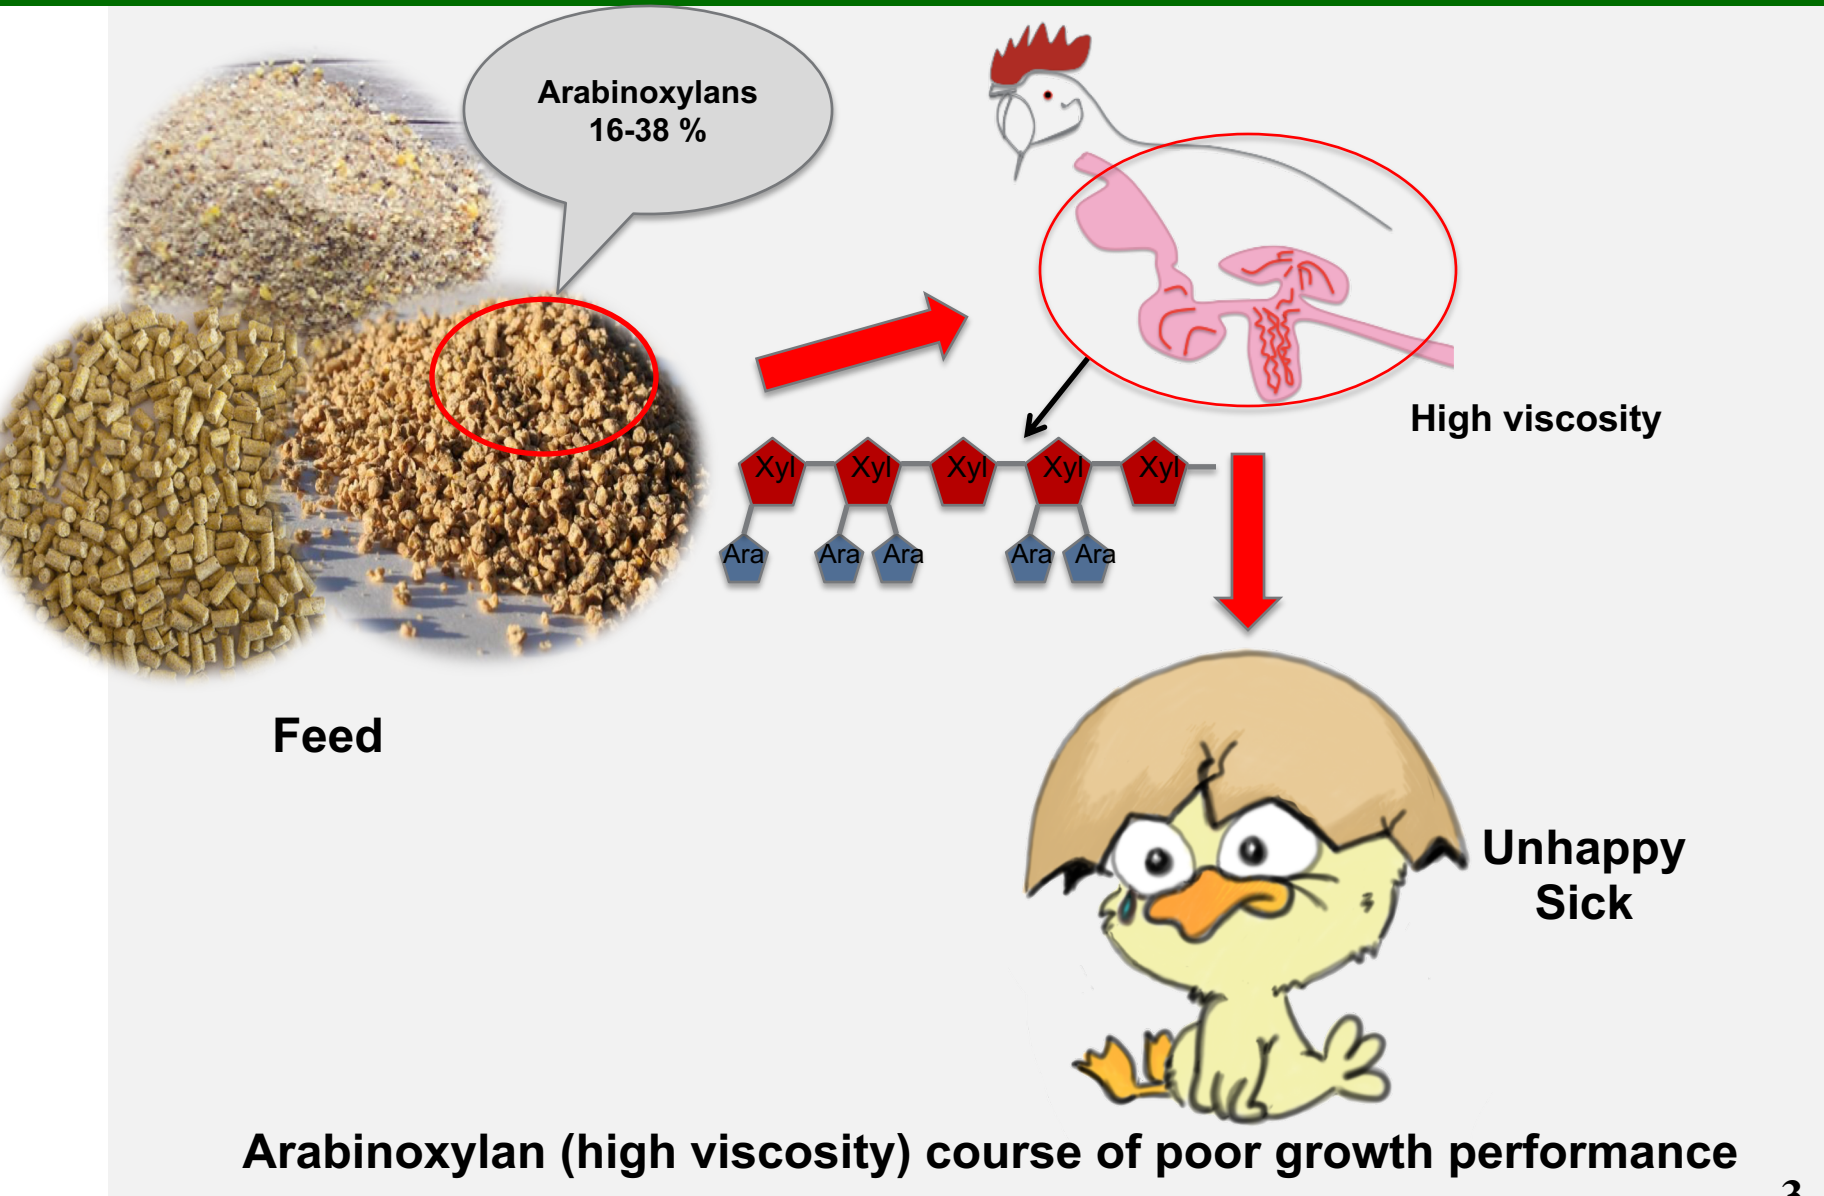 Arabinoxylans
16-38 %
High viscosity
Xyl Xyl Xyl Xyl Xyl
Ara Ara Ara Ara Ara
Feed
Unhappy
Sick
Arabinoxylan (high viscosity) course of poor growth performance
3